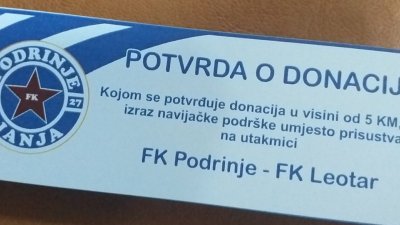 PODRINJE
FK
27
JANJA
POTVRDA O DONACIJ
Kojom se potvrđuje donacija u visini od 5 KM,
izraz navijačke podrške umjesto prisustva
na utakmici
FK Podrinje - FK Leotar